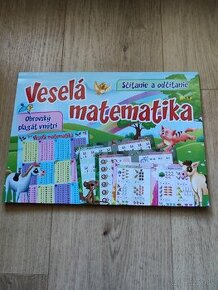 Veselá
Sčítanie a odčítanie
matematika
Obrovský
plagát vnútri
Veselá matematika